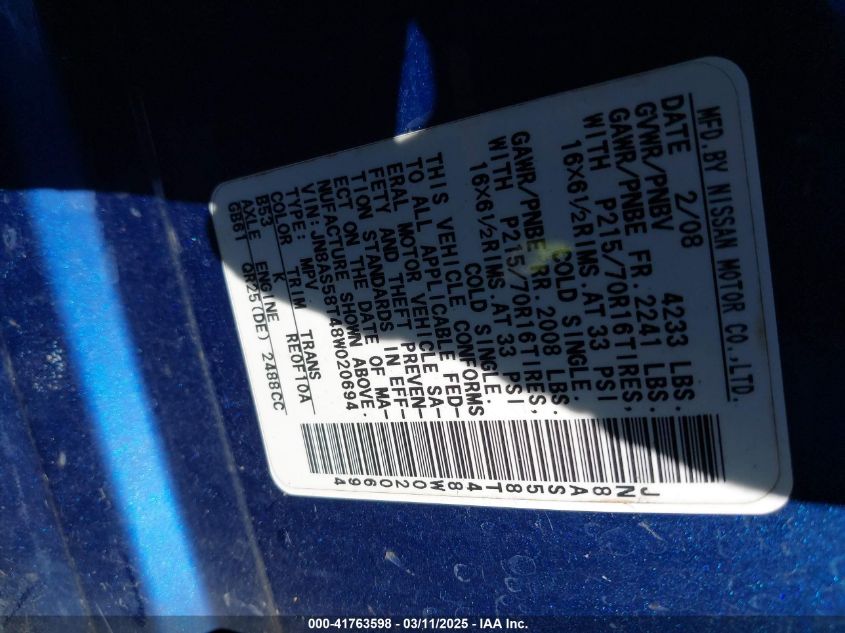 MFD.BY NISSAN MOTOR CO.,LTD.
DATE 2/08
GVWR/PNBV 4233 LBS.
GAWR/PNBE FR. 2241 LBS.
WITH P215/70R16TIRES,
16X6½RIMS.AT 33 PSI
COLD SINGLE.
GAWR/PNBE RR. 2008 LBS.
WITH P215/70R16TIRES,
16X6½RIMS.AT 33 PSI
COLD SINGLE.
THIS VEHICLE CONFORMS
TO ALL APPLICABLE FED-
ERAL MOTOR VEHICLE SA-
FETY AND THEFT PREVEN-
TION STANDARDS IN EFF-
ECT ON THE DATE OF MA-
NUFACTURE SHOWN ABOVE.
VIN: JN8AS58T48W020694
TYPE: MPV
COLOR TRIM TRANS
B53 K RE0F10A
AXLE ENGINE
GB61 QR25(DE) 2488CC
JN8AS58T48W020694
000-41763598 - 03/11/2025 - IAA Inc.